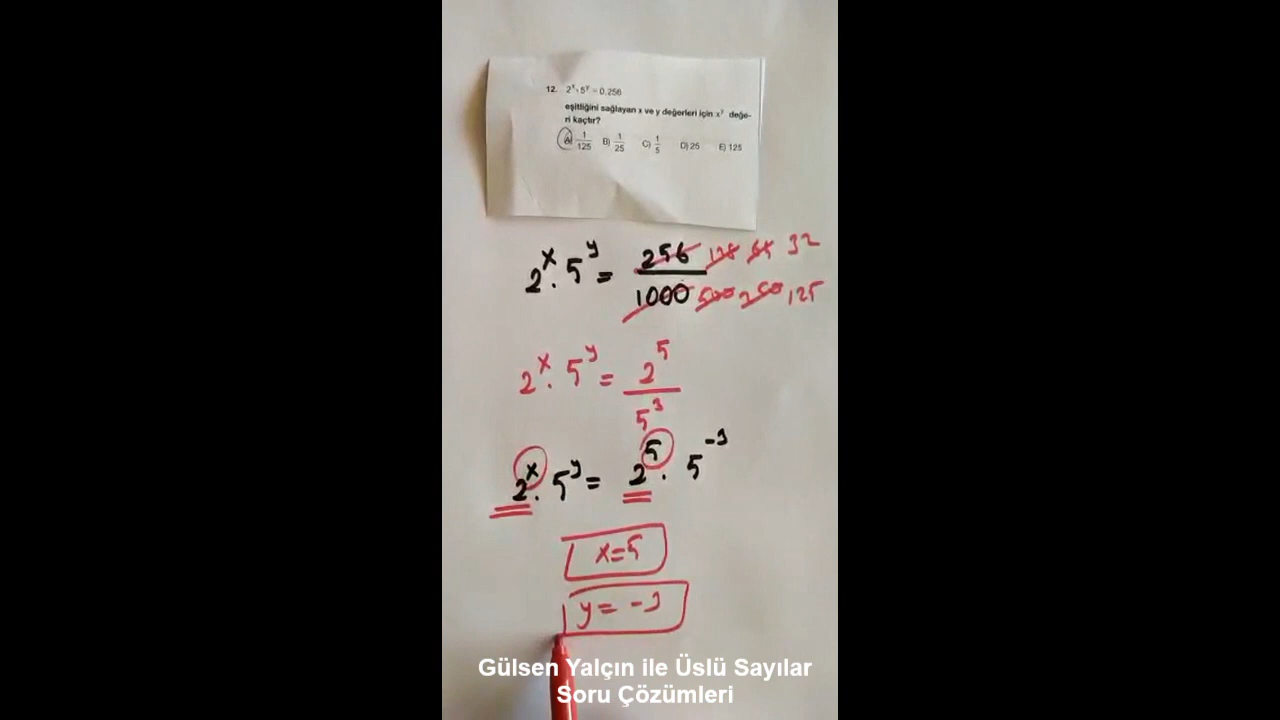 12. 2ˣ·5ʸ = 0,256
eşitliğini sağlayan x ve y değerleri için xʸ değe-
ri kaçtır?
A) 1/125 B) 1/25 C) 1/5 D) 25 E) 125
2ˣ · 5ʸ = 256/1000 128/500 64/250 32/125
2ˣ · 5ʸ = 2⁵/5³
2ˣ · 5ʸ = 2⁵ · 5⁻³
x=5
y= -3
Gülsen Yalçın ile Üslü Sayılar
Soru Çözümleri